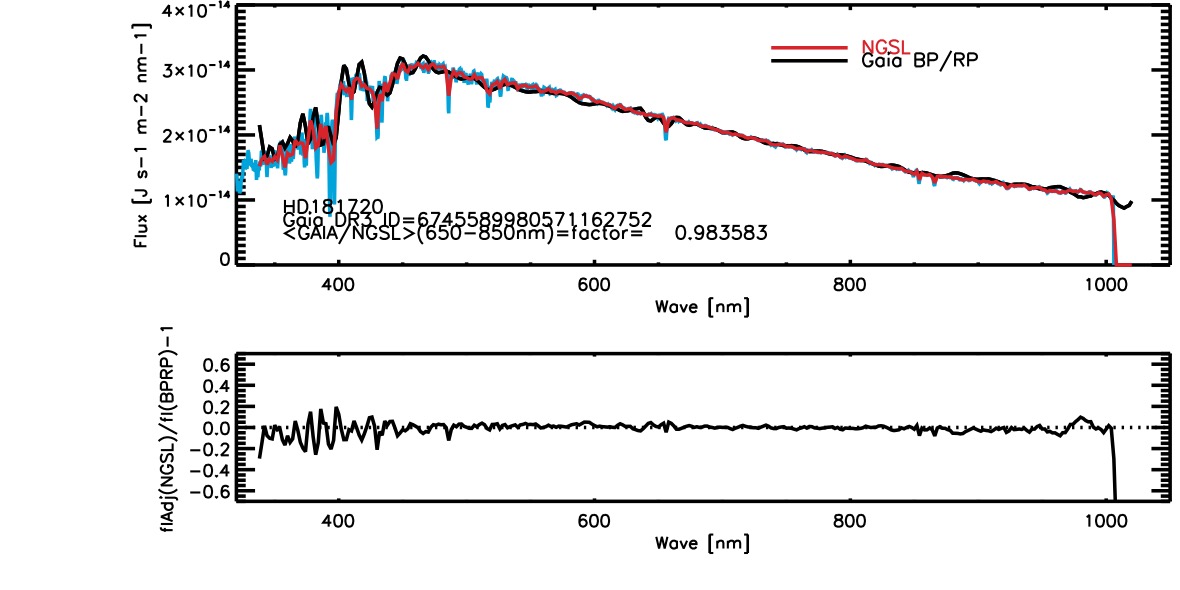 4×10−14
3×10−14
2×10−14
1×10−14
0
Flux [J s−1 m−2 nm−1]
NGSL
Gaia BP/RP
HD181720
Gaia DR3 ID=6745589980571162752
<GAIA/NGSL>(650−850nm)=factor= 0.983583
400 600 800 1000
Wave [nm]
flAdj(NGSL)/fl(BPRP)−1
0.6
0.4
0.2
0.0
−0.2
−0.4
−0.6
400 600 800 1000
Wave [nm]